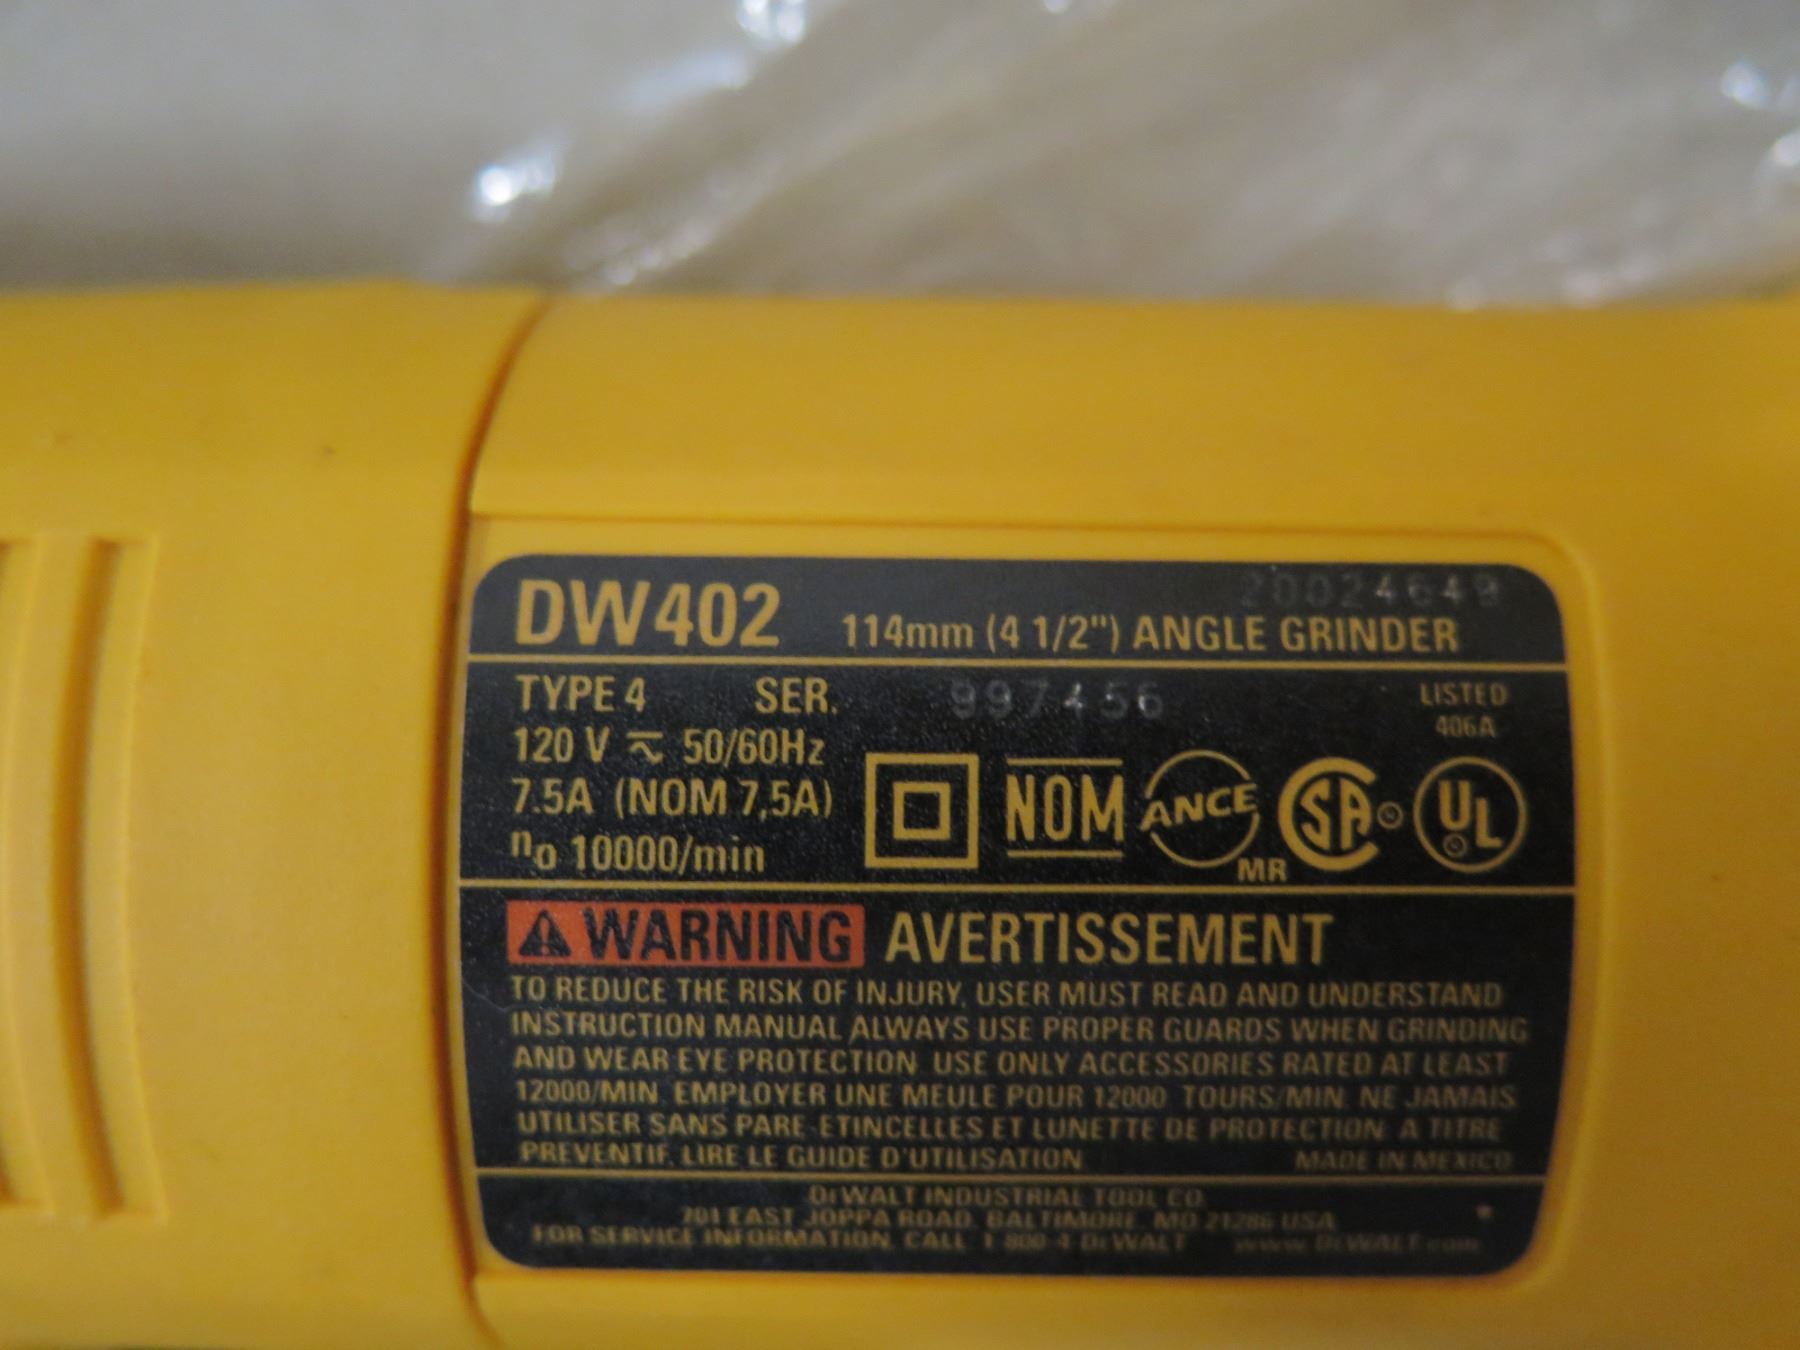 20024649
DW402 114mm (4 1/2") ANGLE GRINDER
TYPE 4 SER. 997456 LISTED
406A
120 V 50/60Hz
7.5A (NOM 7,5A)
n₀ 10000/min
NOM ANCE MR SA UL
WARNING AVERTISSEMENT
TO REDUCE THE RISK OF INJURY, USER MUST READ AND UNDERSTAND
INSTRUCTION MANUAL ALWAYS USE PROPER GUARDS WHEN GRINDING
AND WEAR EYE PROTECTION. USE ONLY ACCESSORIES RATED AT LEAST
12000/MIN. EMPLOYER UNE MEULE POUR 12000 TOURS/MIN. NE JAMAIS
UTILISER SANS PARE-ETINCELLES ET LUNETTE DE PROTECTION. A TITRE
PREVENTIF, LIRE LE GUIDE D'UTILISATION MADE IN MEXICO
DEWALT INDUSTRIAL TOOL CO.
701 EAST JOPPA ROAD, BALTIMORE, MD 21286 USA
FOR SERVICE INFORMATION, CALL 1-800-4-DEWALT www.DEWALT.com